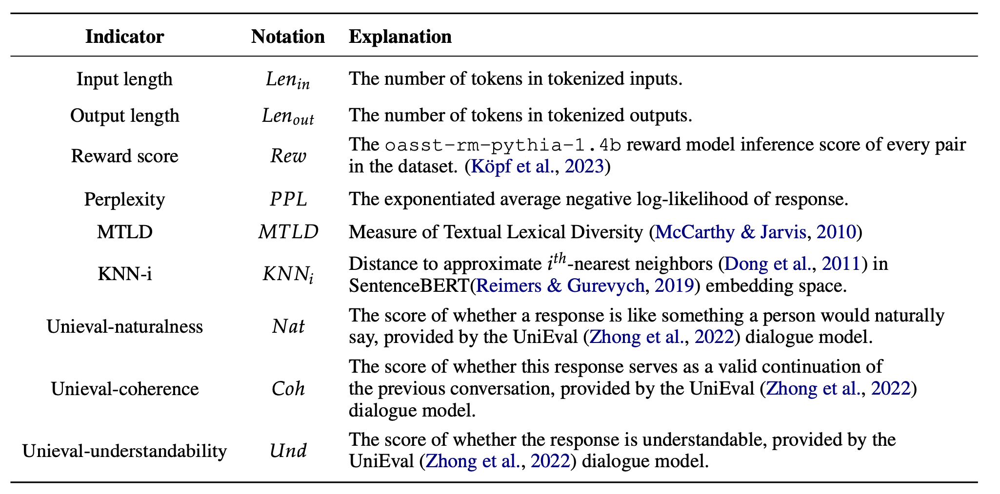 Indicator Notation Explanation
Input length Len_in The number of tokens in tokenized inputs.
Output length Len_out The number of tokens in tokenized outputs.
Reward score Rew The oasst-rm-pythia-1.4b reward model inference score of every pair
in the dataset. (Köpf et al., 2023)
Perplexity PPL The exponentiated average negative log-likelihood of response.
MTLD MTLD Measure of Textual Lexical Diversity (McCarthy & Jarvis, 2010)
KNN-i KNN_i Distance to approximate i^th-nearest neighbors (Dong et al., 2011) in
SentenceBERT(Reimers & Gurevych, 2019) embedding space.
Unieval-naturalness Nat The score of whether a response is like something a person would naturally
say, provided by the UniEval (Zhong et al., 2022) dialogue model.
Unieval-coherence Coh The score of whether this response serves as a valid continuation of
the previous conversation, provided by the UniEval (Zhong et al., 2022)
dialogue model.
Unieval-understandability Und The score of whether the response is understandable, provided by the
UniEval (Zhong et al., 2022) dialogue model.